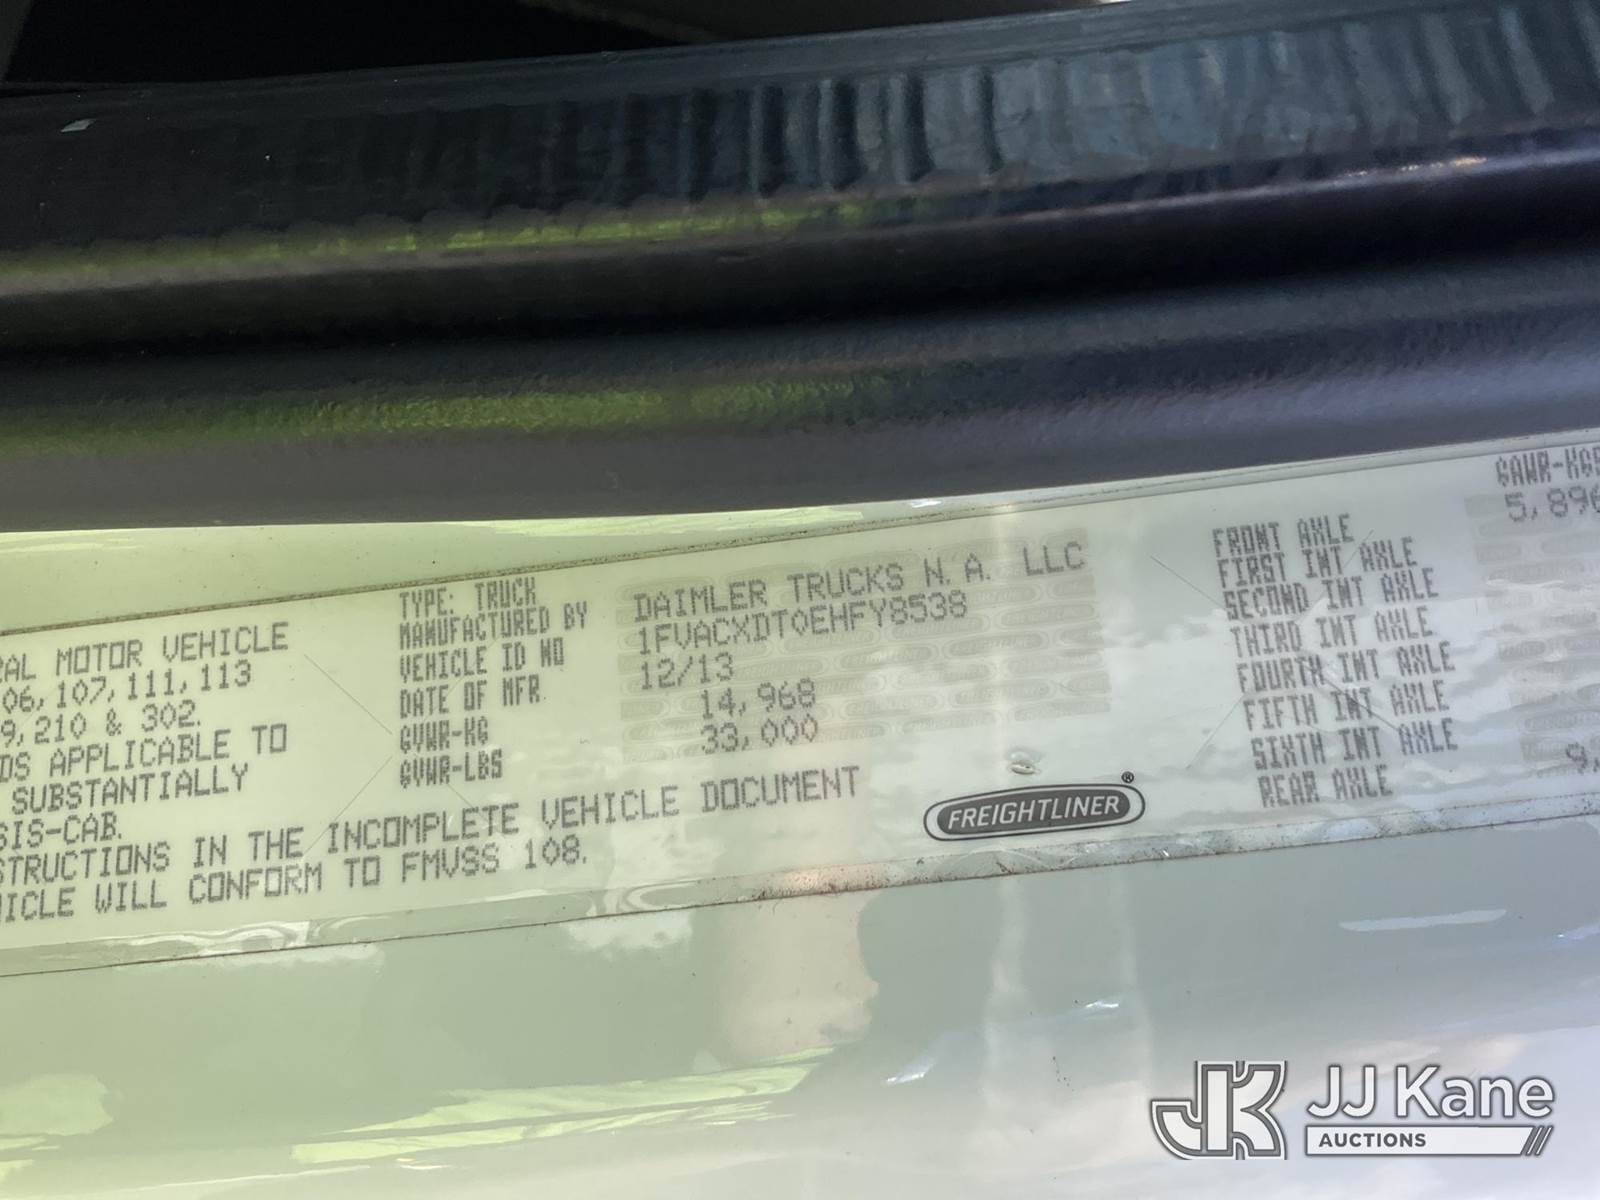 MOTOR VEHICLE
06, 107, 111, 113
9, 210 & 302.
APPLICABLE TO
SUBSTANTIALLY
SIS-CAB.
STRUCTIONS IN THE INCOMPLETE VEHICLE DOCUMENT
ICLE WILL CONFORM TO FMVSS 108.
TYPE: TRUCK
MANUFACTURED BY DAIMLER TRUCKS N.A. LLC
VEHICLE ID NO 1FVACXDT0EHFY8538
DATE OF MFR 12/13
GVWR-KG 14,968
GVWR-LBS 33,000
FREIGHTLINER®
GAWR-KGS
FRONT AXLE 5,896
FIRST INT AXLE
SECOND INT AXLE
THIRD INT AXLE
FOURTH INT AXLE
FIFTH INT AXLE
SIXTH INT AXLE
REAR AXLE 9,
JK JJ Kane
AUCTIONS